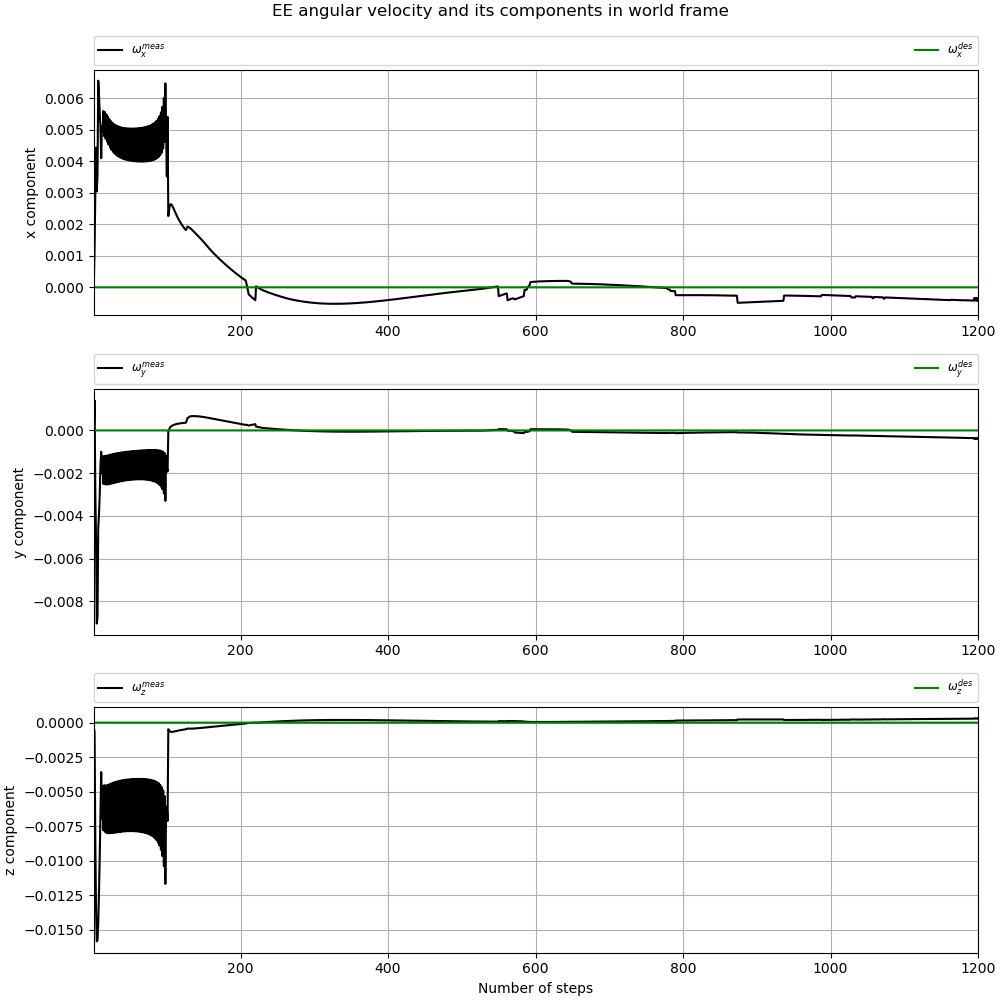 EE angular velocity and its components in world frame
ω_x^meas ω_x^des
0.006
0.005
0.004
0.003
0.002
0.001
0.000
x component
200 400 600 800 1000 1200
ω_y^meas ω_y^des
0.000
−0.002
−0.004
−0.006
−0.008
y component
200 400 600 800 1000 1200
ω_z^meas ω_z^des
0.0000
−0.0025
−0.0050
−0.0075
−0.0100
−0.0125
−0.0150
z component
200 400 600 800 1000 1200
Number of steps